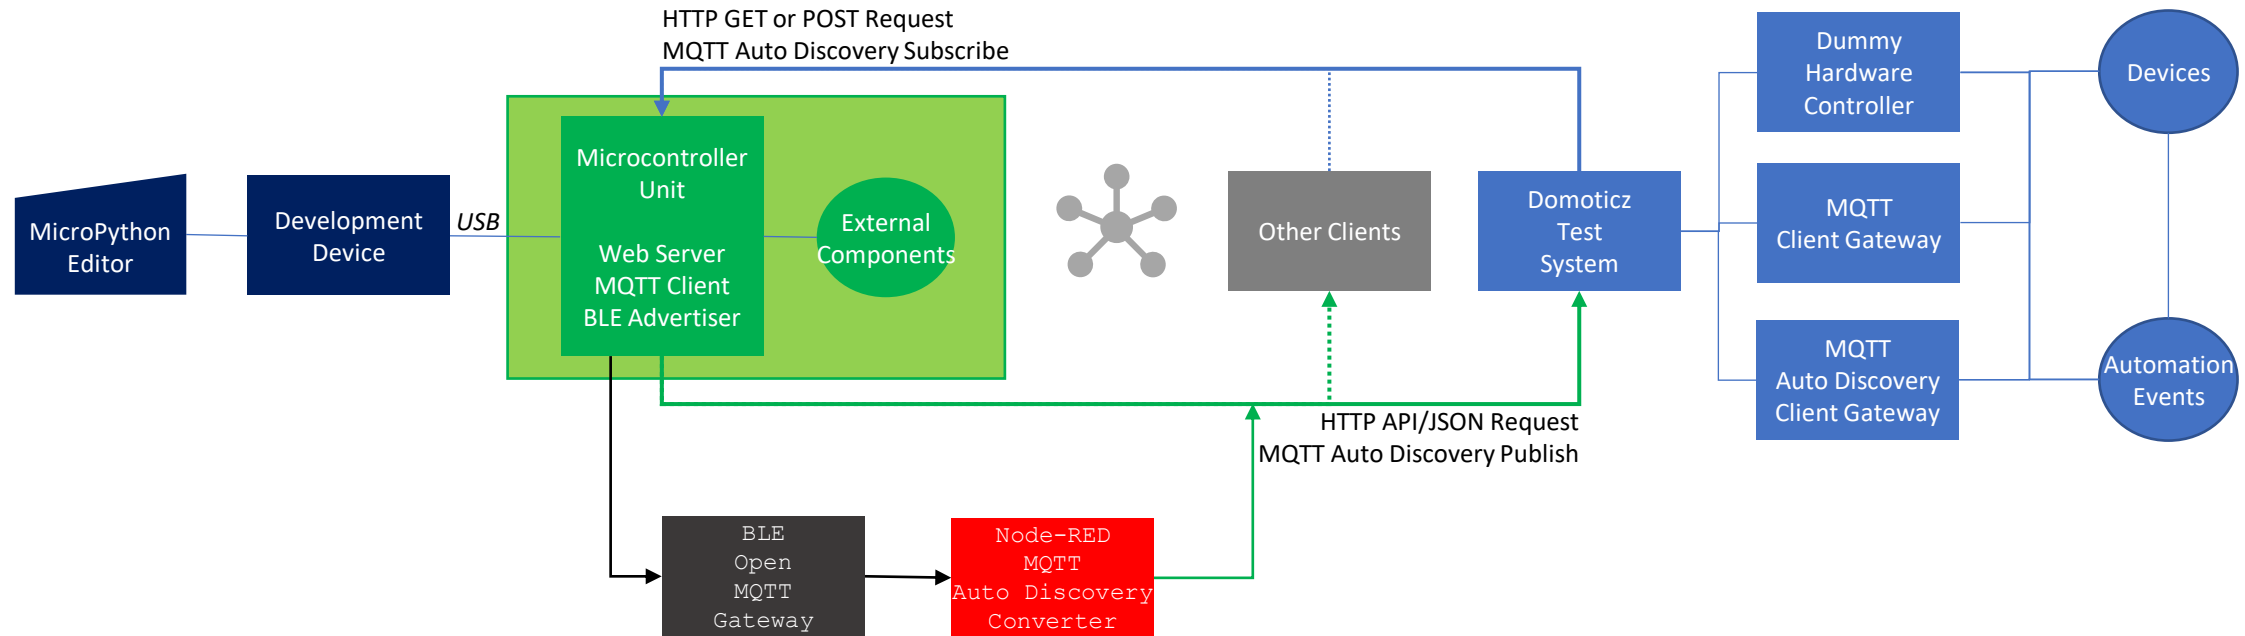 HTTP GET or POST Request
MQTT Auto Discovery Subscribe
MicroPython
Editor
Development
Device
USB
Microcontroller
Unit
Web Server
MQTT Client
BLE Advertiser
External
Components
Other Clients
Domoticz
Test
System
Dummy
Hardware
Controller
MQTT
Client Gateway
MQTT
Auto Discovery
Client Gateway
Devices
Automation
Events
HTTP API/JSON Request
MQTT Auto Discovery Publish
BLE
Open
MQTT
Gateway
Node-RED
MQTT
Auto Discovery
Converter